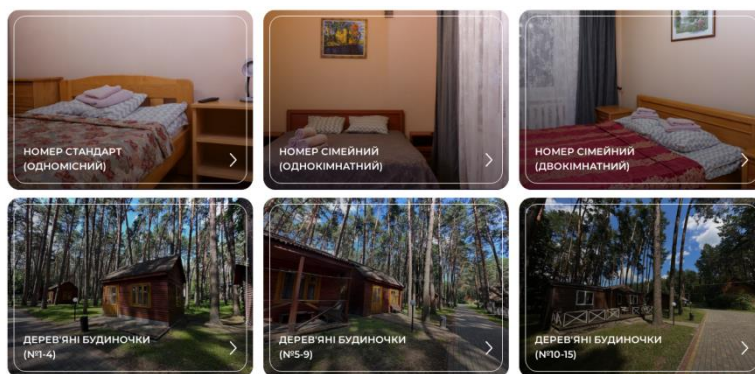 НОМЕР СТАНДАРТ
(ОДНОМІСНИЙ)
НОМЕР СІМЕЙНИЙ
(ОДНОКІМНАТНИЙ)
НОМЕР СІМЕЙНИЙ
(ДВОКІМНАТНИЙ)
ДЕРЕВ'ЯНІ БУДИНОЧКИ
(№1-4)
ДЕРЕВ'ЯНІ БУДИНОЧКИ
(№5-9)
ДЕРЕВ'ЯНІ БУДИНОЧКИ
(№10-15)